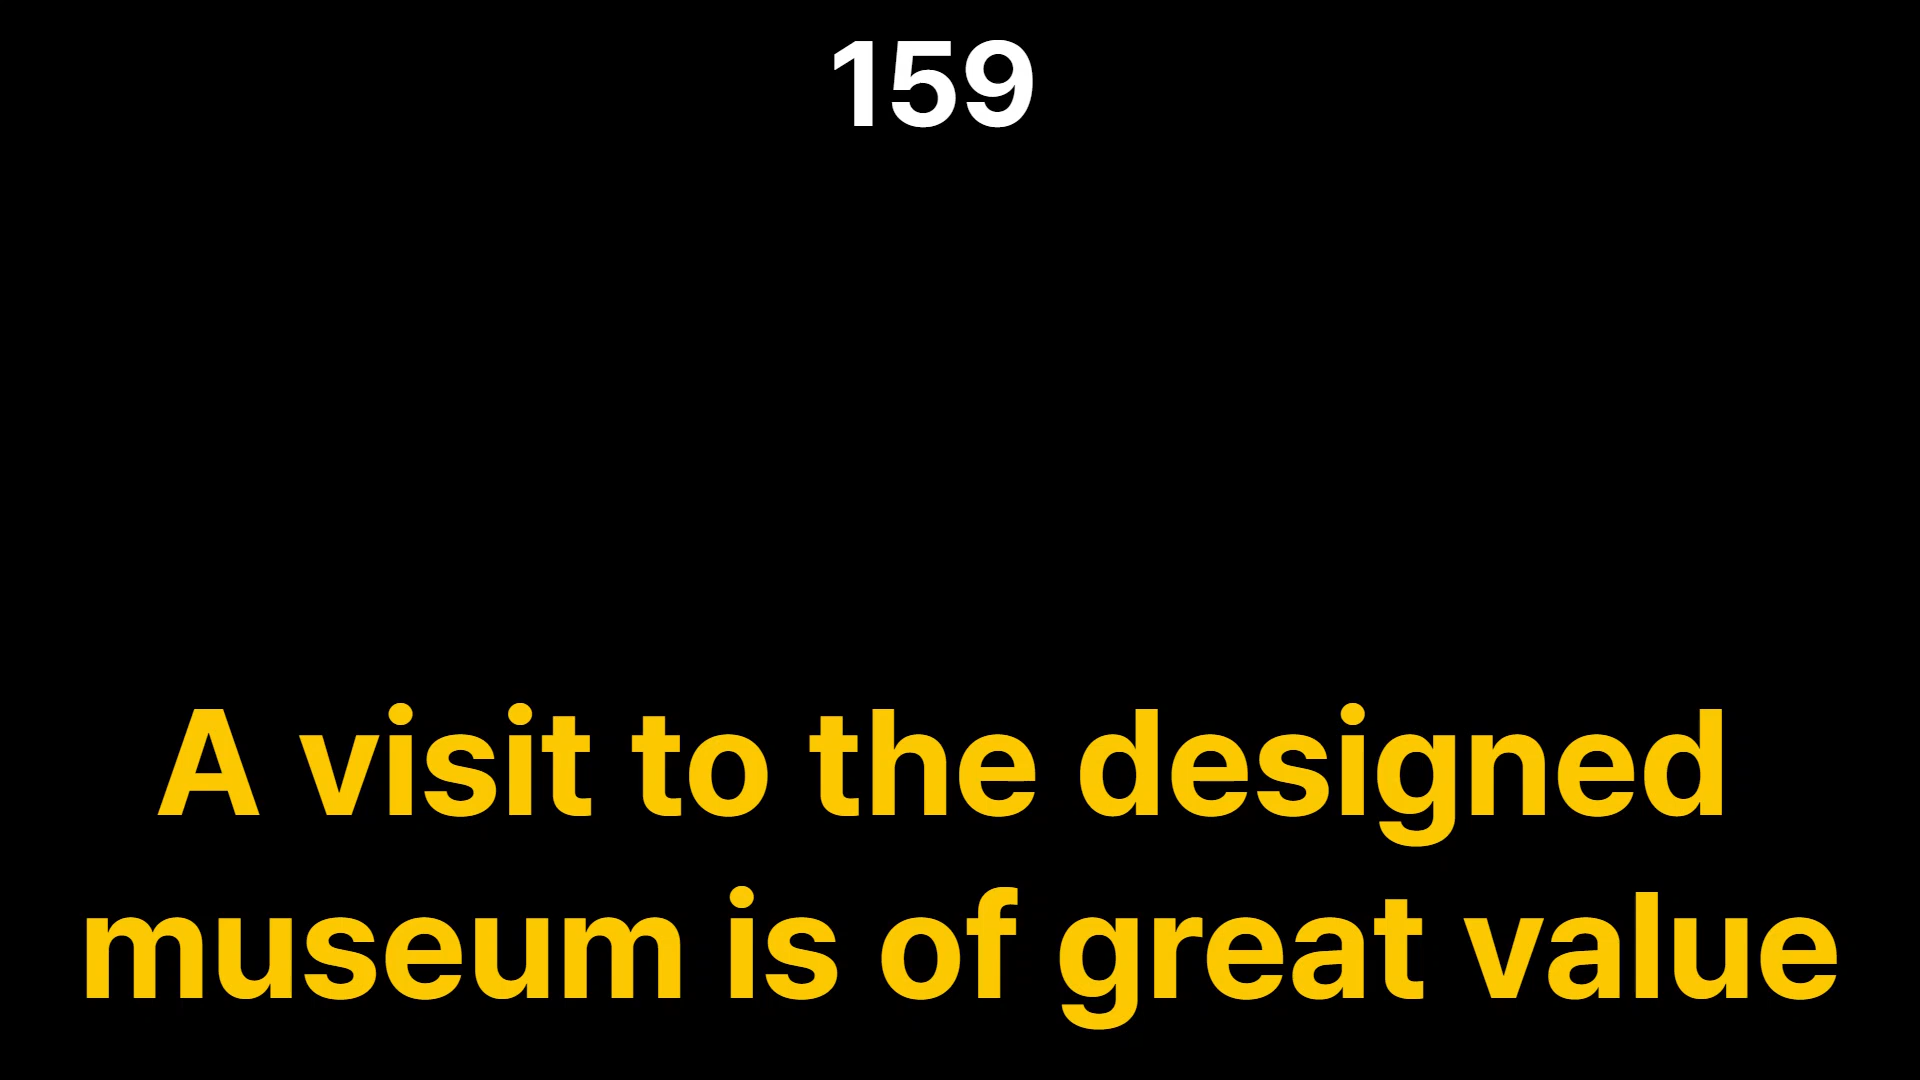 159
A visit to the designed
museum is of great value